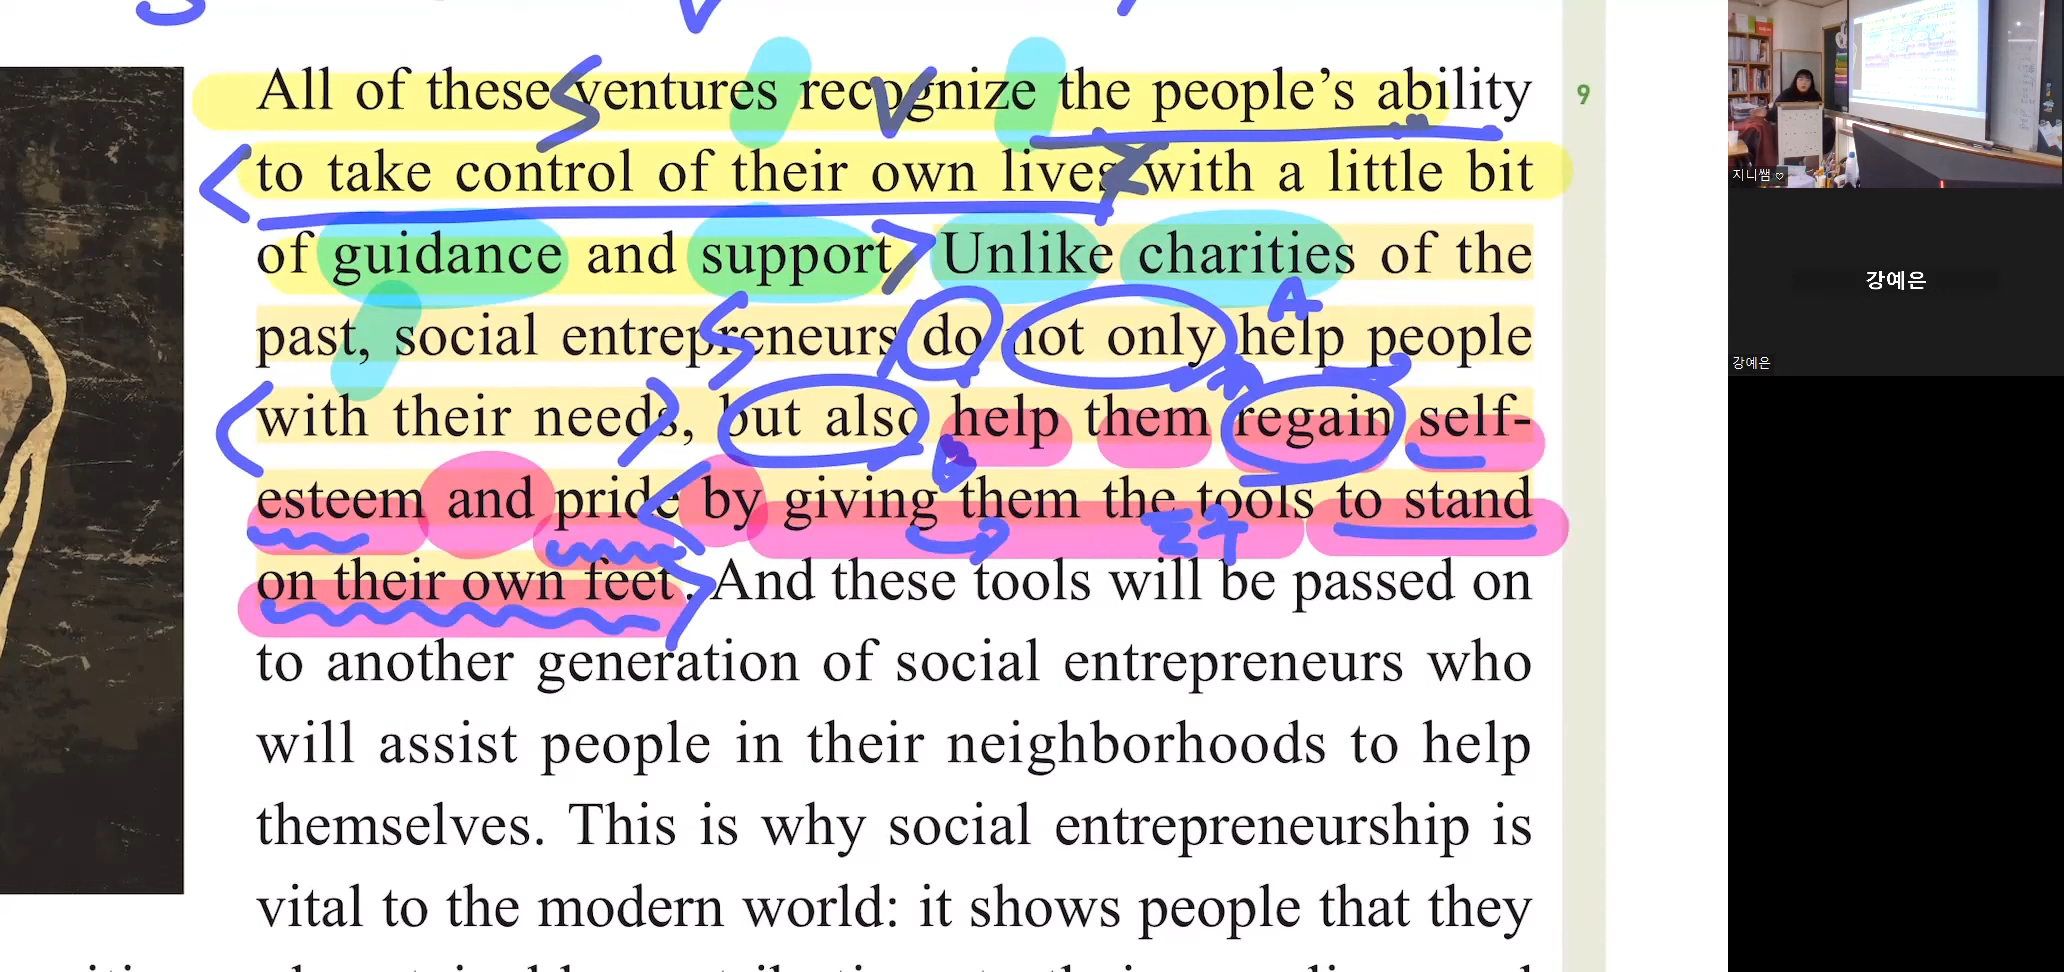 All of these ventures recognize the people's ability
9
to take control of their own lives with a little bit
of guidance and support. Unlike charities of the
past, social entrepreneurs do not only help people
A
with their needs, but also help them regain self-
B
esteem and pride by giving them the tools to stand
도구
on their own feet. And these tools will be passed on
to another generation of social entrepreneurs who
will assist people in their neighborhoods to help
themselves. This is why social entrepreneurship is
vital to the modern world: it shows people that they
지니쌤 ♡
강예은
강예은